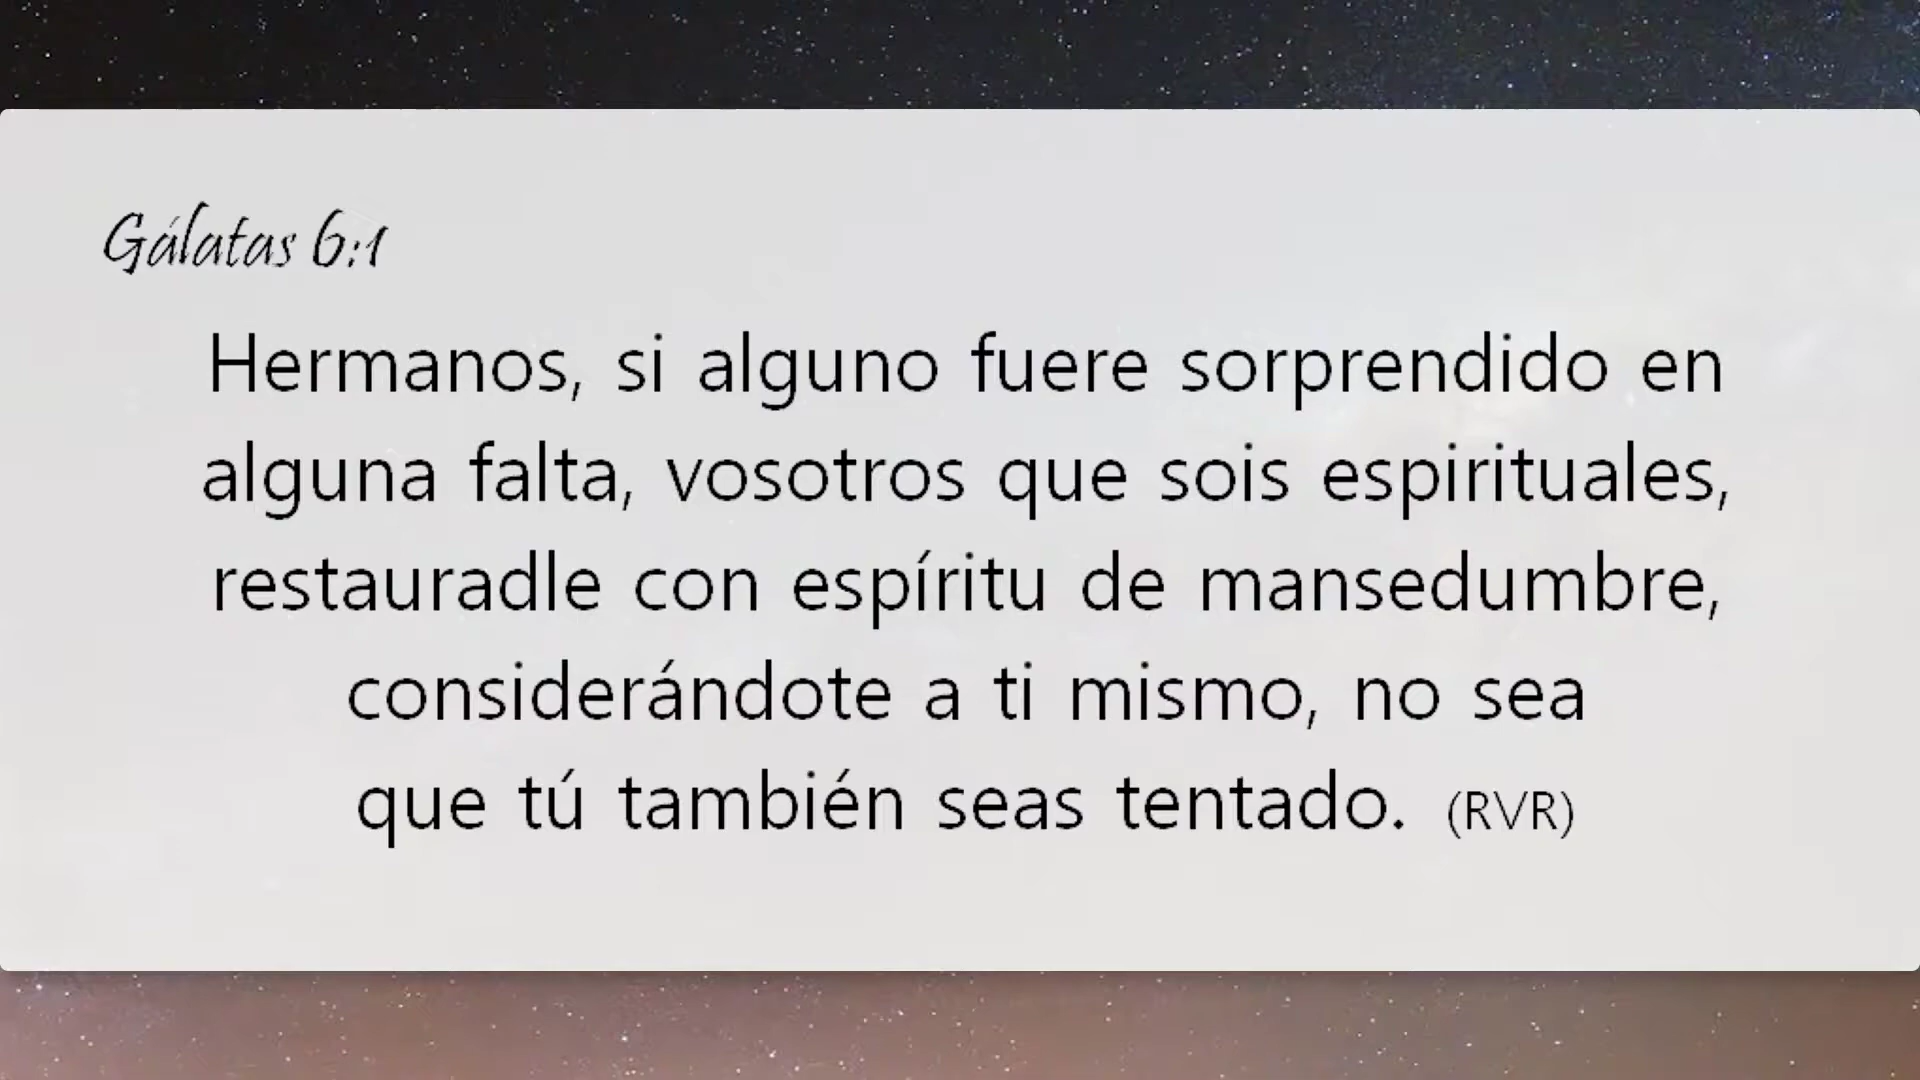 Gálatas 6:1
Hermanos, si alguno fuere sorprendido en
alguna falta, vosotros que sois espirituales,
restauradle con espíritu de mansedumbre,
considerándote a ti mismo, no sea
que tú también seas tentado. (RVR)